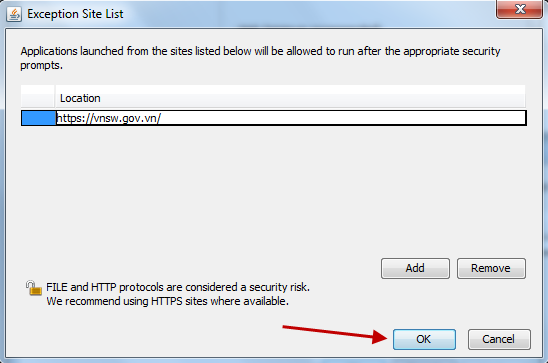 Exception Site List
Applications launched from the sites listed below will be allowed to run after the appropriate security
prompts.
Location
https://vnsw.gov.vn/
Add
Remove
FILE and HTTP protocols are considered a security risk.
We recommend using HTTPS sites where available.
OK
Cancel